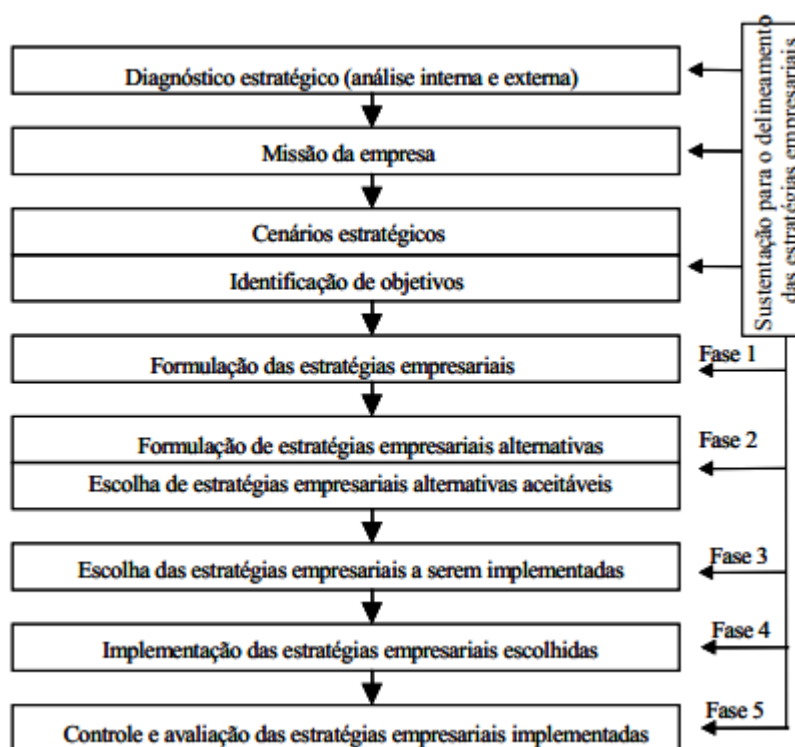 Diagnóstico estratégico (análise interna e externa)
Missão da empresa
Cenários estratégicos
Identificação de objetivos
Sustentação para o delineamento
das estratégias empresariais
Formulação das estratégias empresariais
Fase 1
Formulação de estratégias empresariais alternativas
Fase 2
Escolha de estratégias empresariais alternativas aceitáveis
Fase 3
Escolha das estratégias empresariais a serem implementadas
Fase 4
Implementação das estratégias empresariais escolhidas
Fase 5
Controle e avaliação das estratégias empresariais implementadas